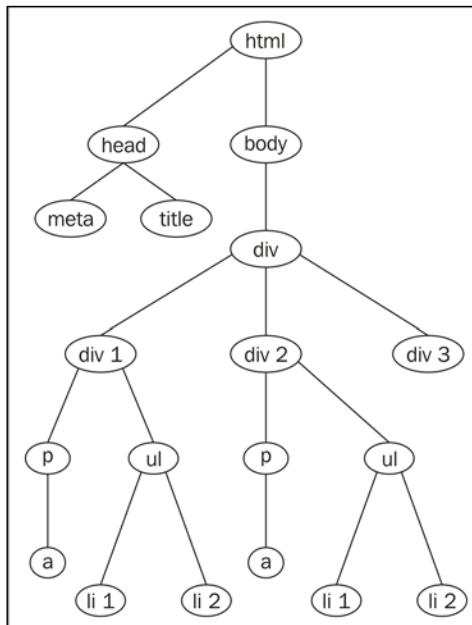 html
head body
meta title
div
div 1 div 2 div 3
p ul p ul
a a
li 1 li 2 li 1 li 2